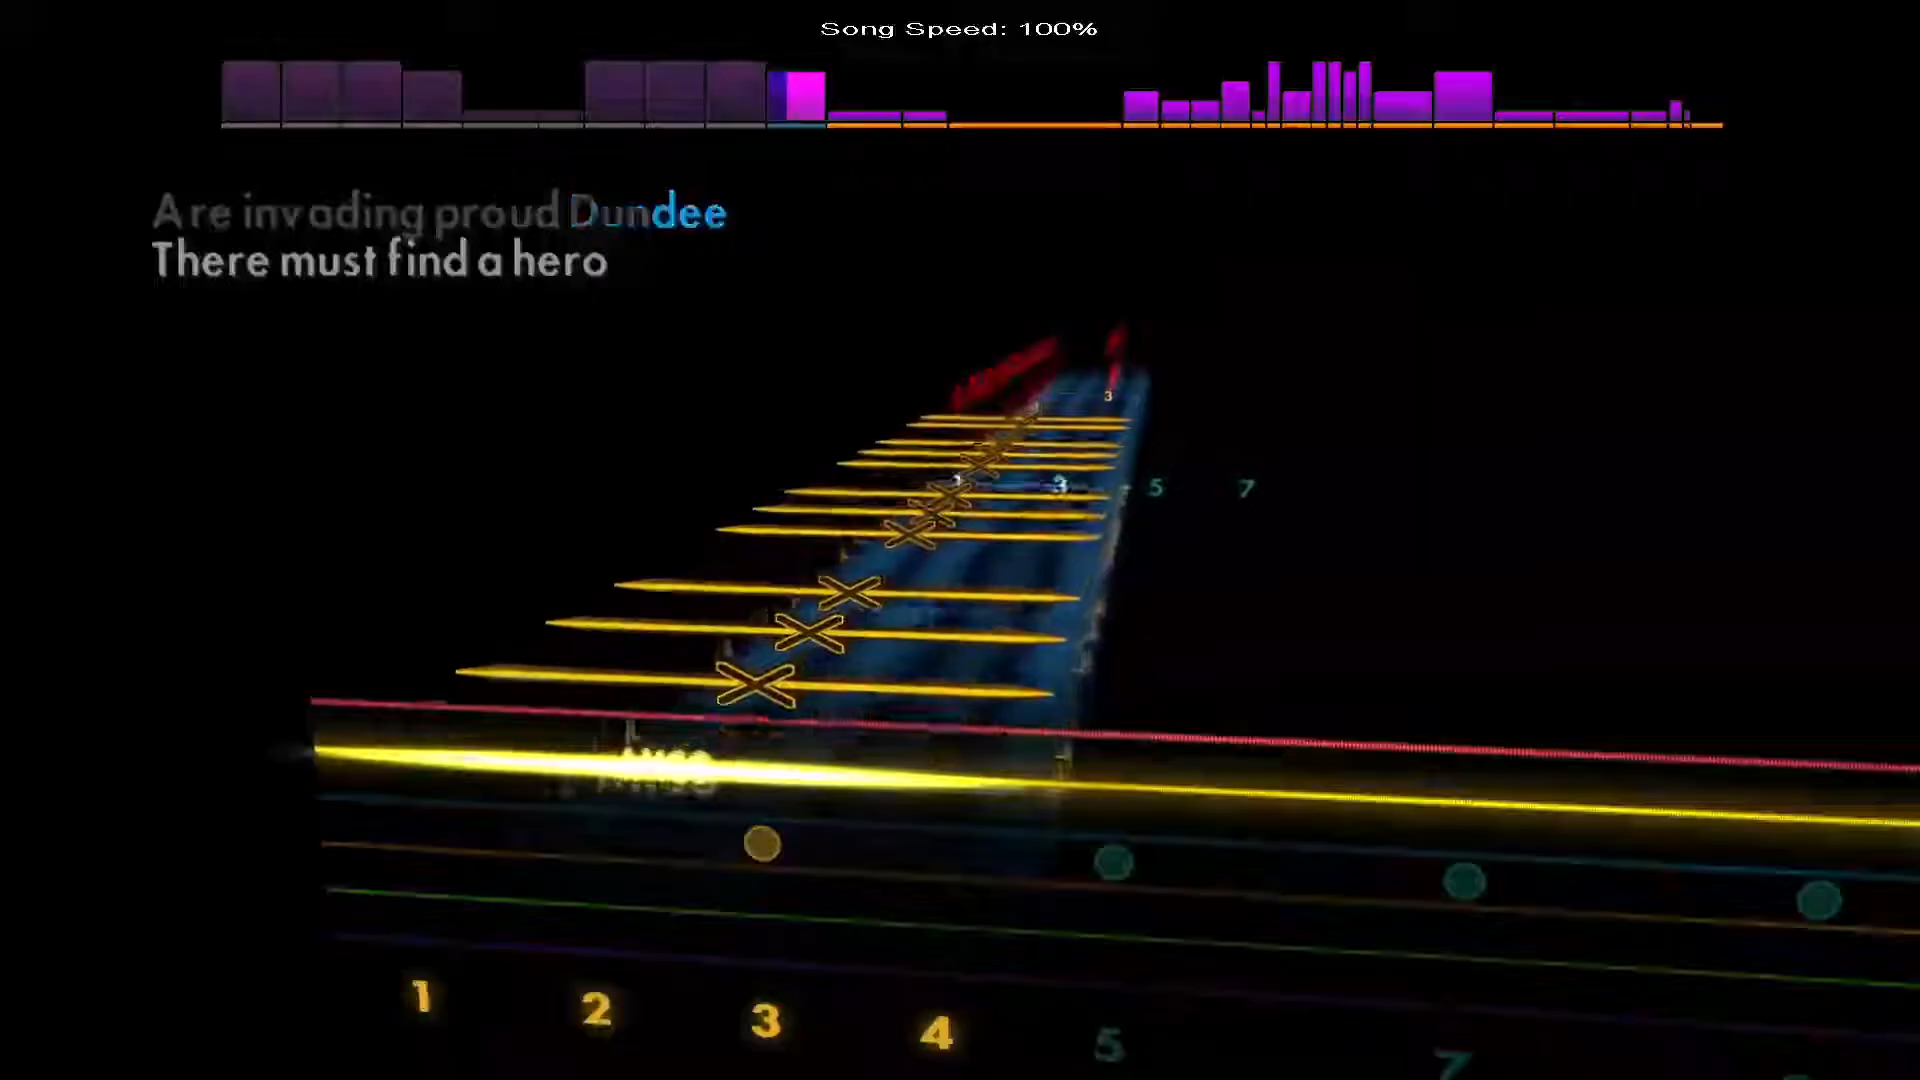 Song Speed: 100%
Are invading proud Dundee
There must find a hero
3
3 5 7
1 2 3 4 5 7